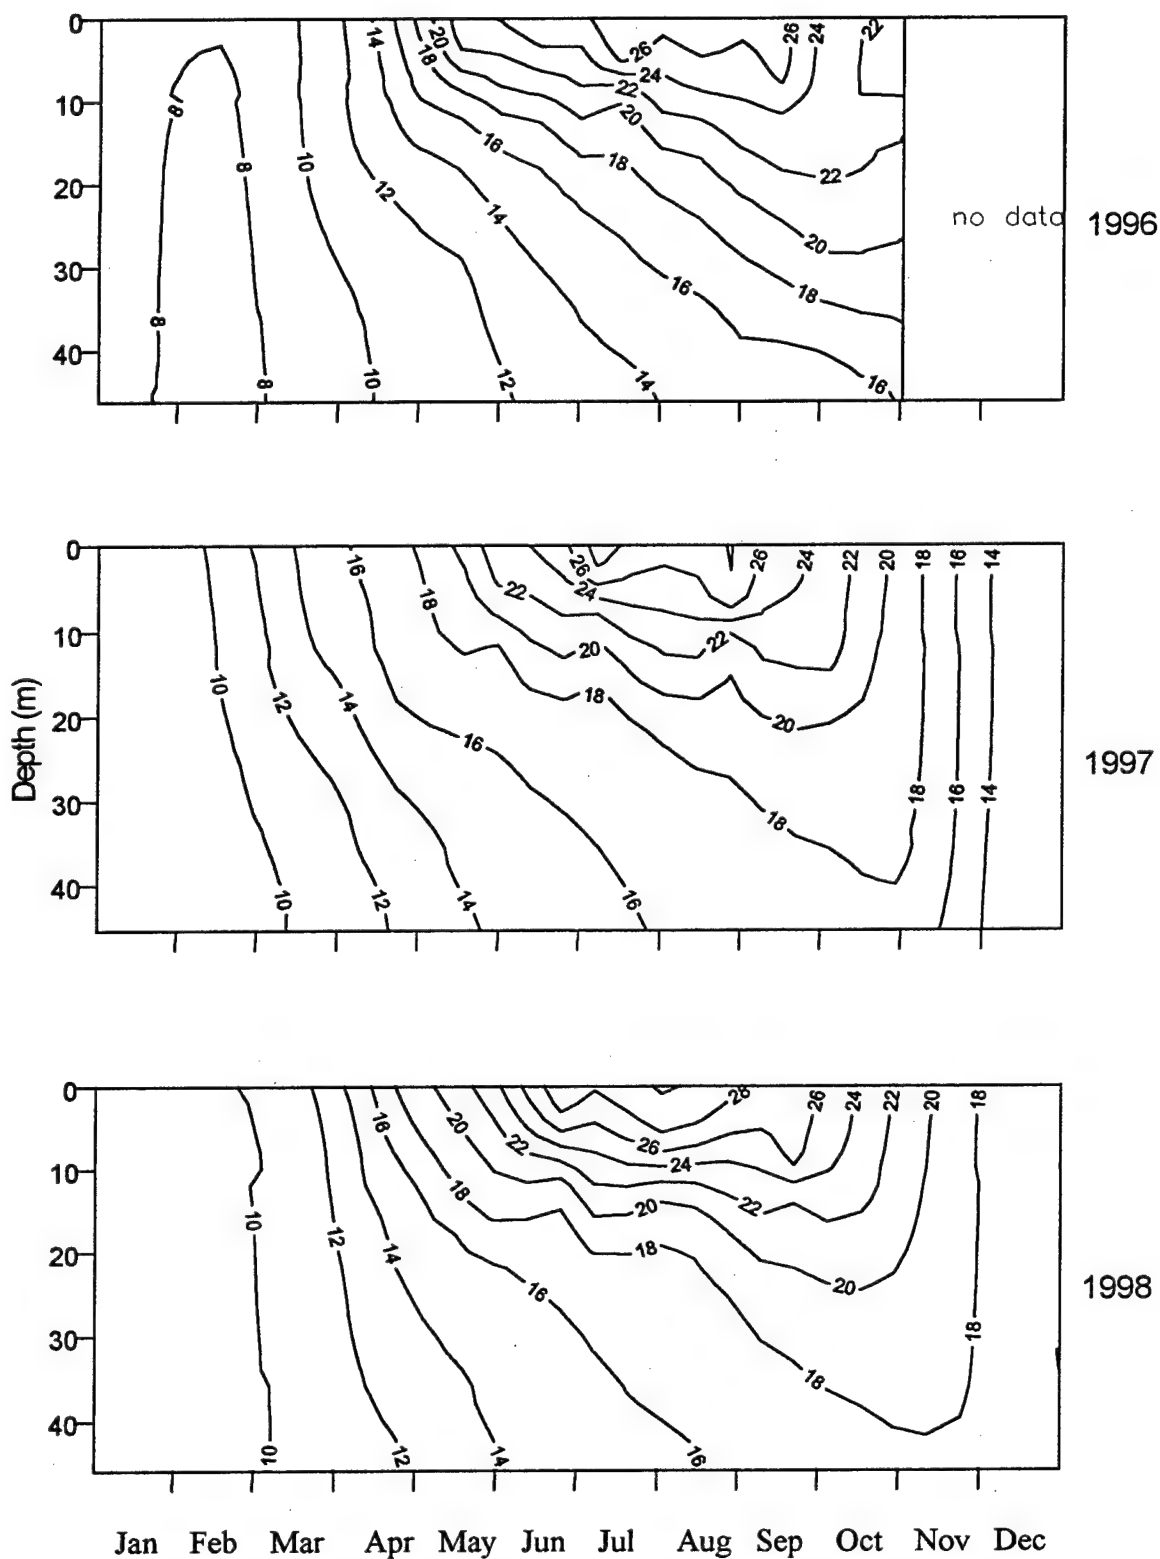 0 14 20 18 26 26 24 22
24
22
10 8 20
8 10 16 18
20 12 22
14 20 no data 1996
30 16 18
8
40 8 10 12 14 16
0 16 26 26 24 22 20 18 16 14
18 22 24
10 20 22
10 12 14 18
20 16 20
Depth (m) 1997
30 18 18 16 14
40 10 12 14 16
0 16 20 28 26 24 22 20 18
22 26
10 24
18 20 22
10 12 14 18
20 16 20 1998
30 18
18
40
10 12 14 16
Jan Feb Mar Apr May Jun Jul Aug Sep Oct Nov Dec